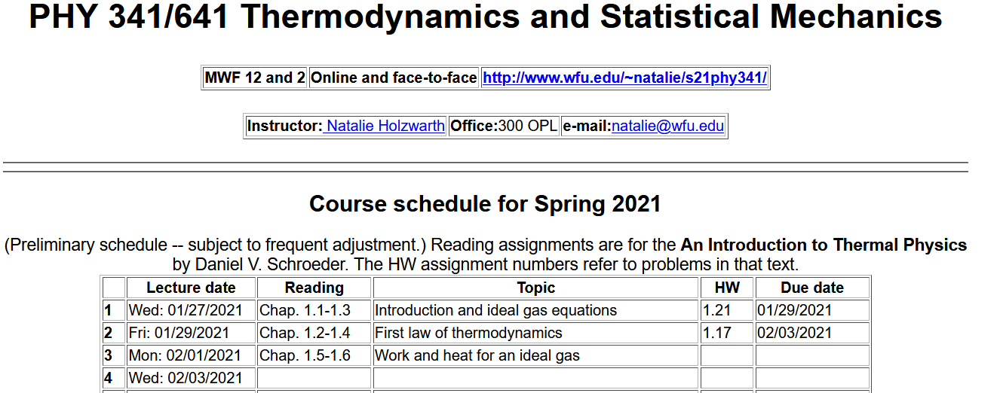 PHY 341/641 Thermodynamics and Statistical Mechanics
MWF 12 and 2 Online and face-to-face http://www.wfu.edu/~natalie/s21phy341/
Instructor: Natalie Holzwarth Office:300 OPL e-mail:natalie@wfu.edu
Course schedule for Spring 2021
(Preliminary schedule -- subject to frequent adjustment.) Reading assignments are for the An Introduction to Thermal Physics
by Daniel V. Schroeder. The HW assignment numbers refer to problems in that text.
Lecture date Reading Topic HW Due date
1 Wed: 01/27/2021 Chap. 1.1-1.3 Introduction and ideal gas equations 1.21 01/29/2021
2 Fri: 01/29/2021 Chap. 1.2-1.4 First law of thermodynamics 1.17 02/03/2021
3 Mon: 02/01/2021 Chap. 1.5-1.6 Work and heat for an ideal gas
4 Wed: 02/03/2021